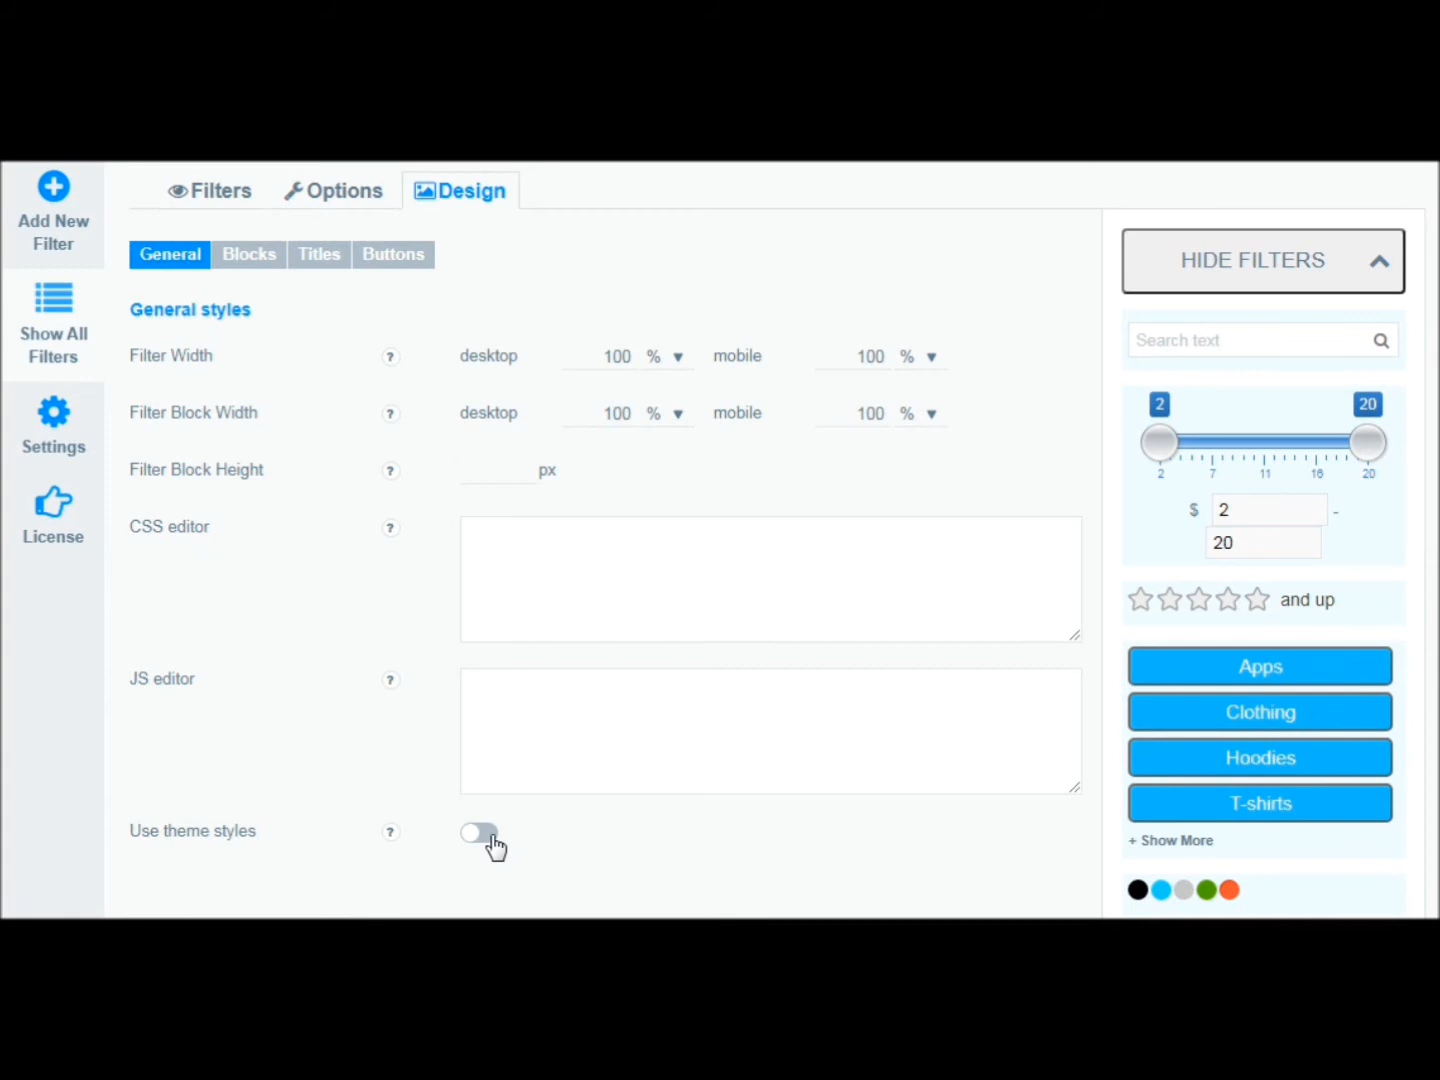 Add New
Filter
Show All
Filters
Settings
License
Filters Options Design
General Blocks Titles Buttons
General styles
Filter Width ? desktop 100 % ▼ mobile 100 % ▼
Filter Block Width ? desktop 100 % ▼ mobile 100 % ▼
Filter Block Height ? px
CSS editor ?
JS editor ?
Use theme styles ?
HIDE FILTERS
Search text
2 20
2 7 11 16 20
$ 2 -
20
and up
Apps
Clothing
Hoodies
T-shirts
+ Show More